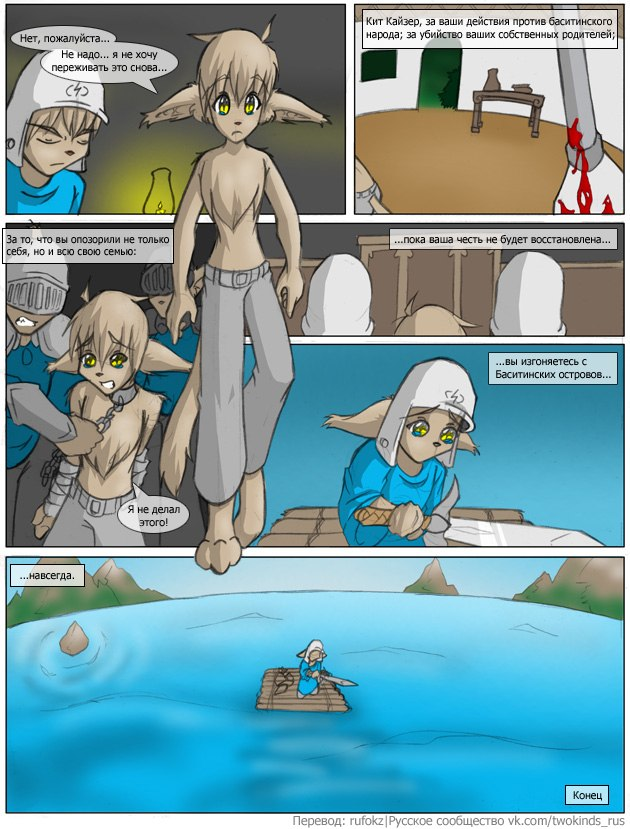 Нет, пожалуйста...
Не надо... я не хочу
переживать это снова...
Кит Кайзер, за ваши действия против баситинского
народа; за убийство ваших собственных родителей;
За то, что вы опозорили не только
себя, но и всю свою семью:
...пока ваша честь не будет восстановлена...
Я не делал
этого!
...вы изгоняетесь с
Баситинских островов...
...навсегда.
Конец
Перевод: rufokz|Русское сообщество vk.com/twokinds_rus